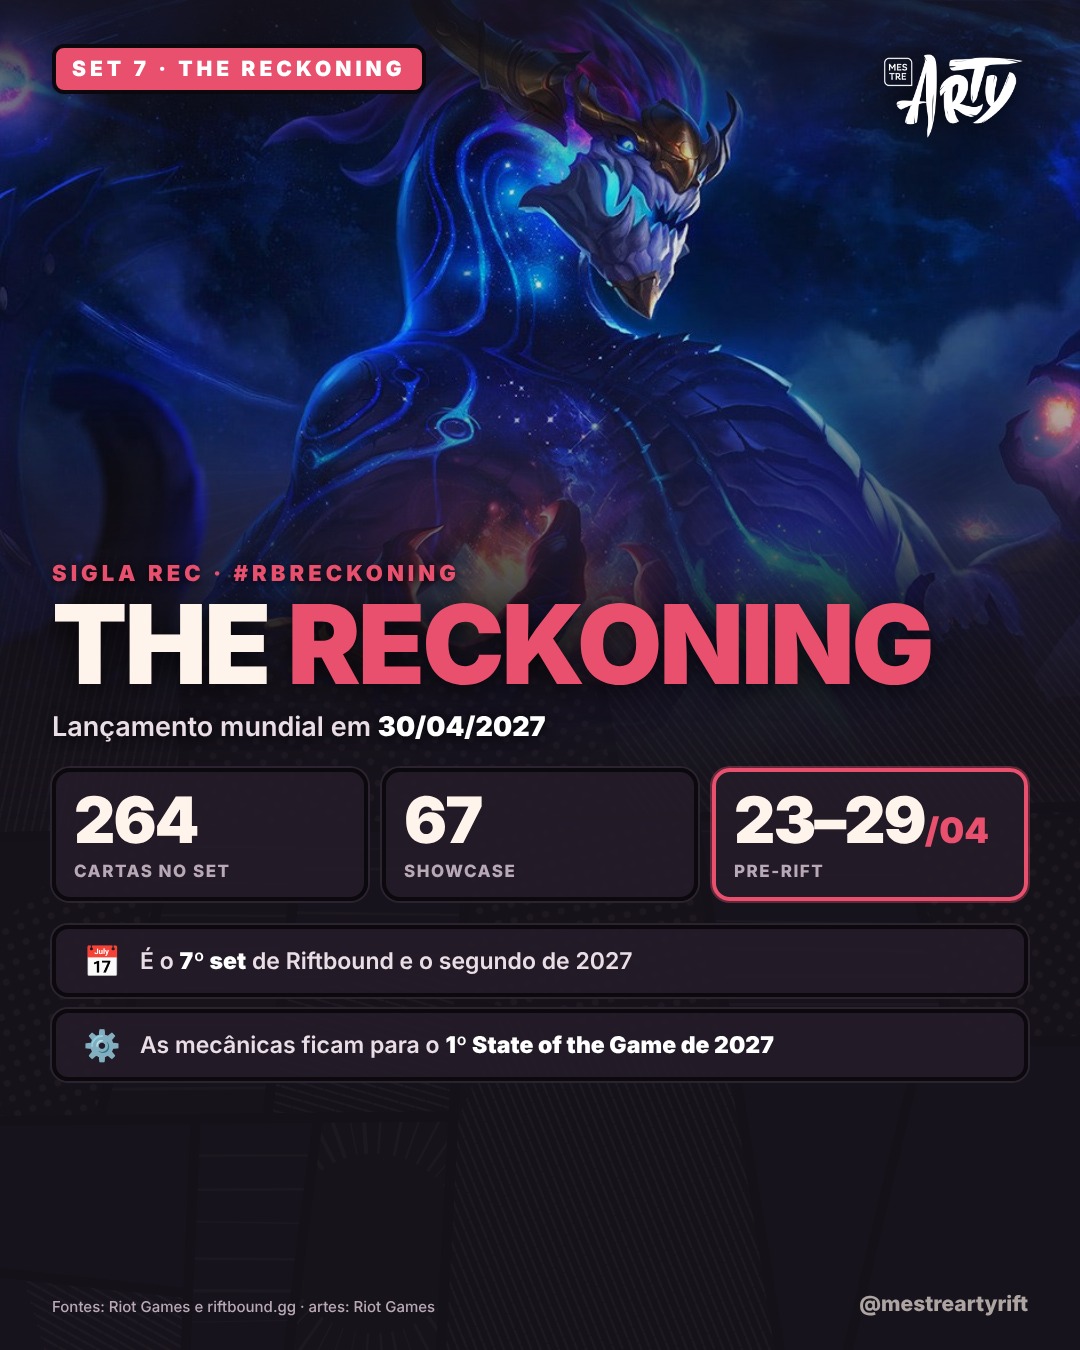 SET 7 · THE RECKONING
MES
TRE
ARTY
SIGLA REC · #RBRECKONING
THE RECKONING
Lançamento mundial em 30/04/2027
264
CARTAS NO SET
67
SHOWCASE
23–29/04
PRE-RIFT
July
17
É o 7º set de Riftbound e o segundo de 2027
As mecânicas ficam para o 1º State of the Game de 2027
Fontes: Riot Games e riftbound.gg · artes: Riot Games
@mestreartyrift